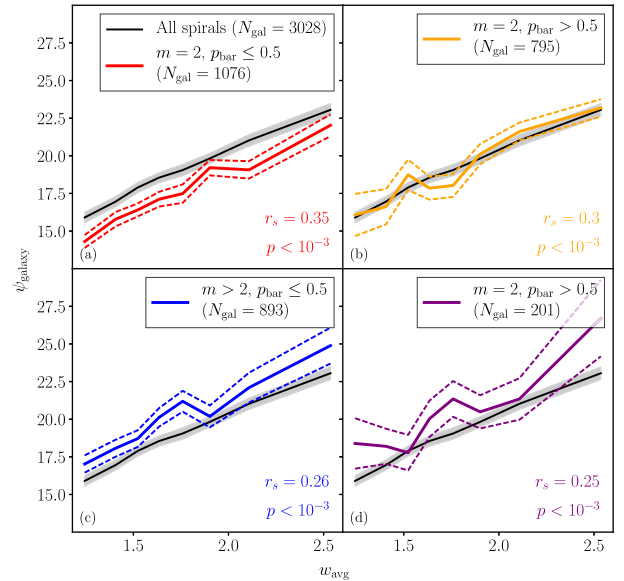 All spirals (N_gal = 3028)
m = 2, p_bar ≤ 0.5
(N_gal = 1076)
m = 2, p_bar > 0.5
(N_gal = 795)
27.5
25.0
22.5
20.0
17.5
15.0
r_s = 0.35
p < 10^−3
(a)
r_s = 0.3
p < 10^−3
(b)
ψ_galaxy
m > 2, p_bar ≤ 0.5
(N_gal = 893)
m = 2, p_bar > 0.5
(N_gal = 201)
27.5
25.0
22.5
20.0
17.5
15.0
r_s = 0.26
p < 10^−3
(c)
r_s = 0.25
p < 10^−3
(d)
1.5 2.0 2.5 1.5 2.0 2.5
w_avg